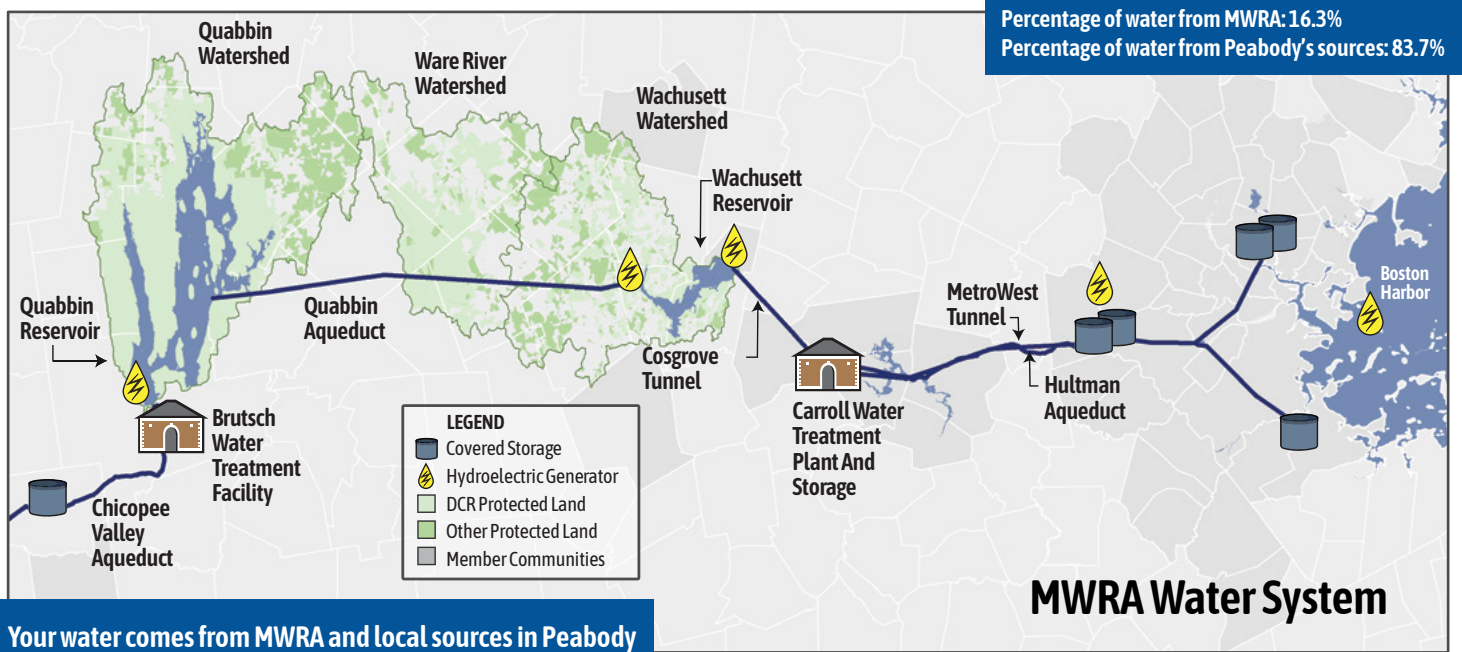 Percentage of water from MWRA: 16.3%
Percentage of water from Peabody's sources: 83.7%
Quabbin
Watershed
Ware River
Watershed
Wachusett
Watershed
Wachusett
Reservoir
Quabbin
Reservoir
Quabbin
Aqueduct
Cosgrove
Tunnel
MetroWest
Tunnel
Hultman
Aqueduct
Boston
Harbor
Brutsch
Water
Treatment
Facility
Carroll Water
Treatment
Plant And
Storage
Chicopee
Valley
Aqueduct
LEGEND
Covered Storage
Hydroelectric Generator
DCR Protected Land
Other Protected Land
Member Communities
MWRA Water System
Your water comes from MWRA and local sources in Peabody